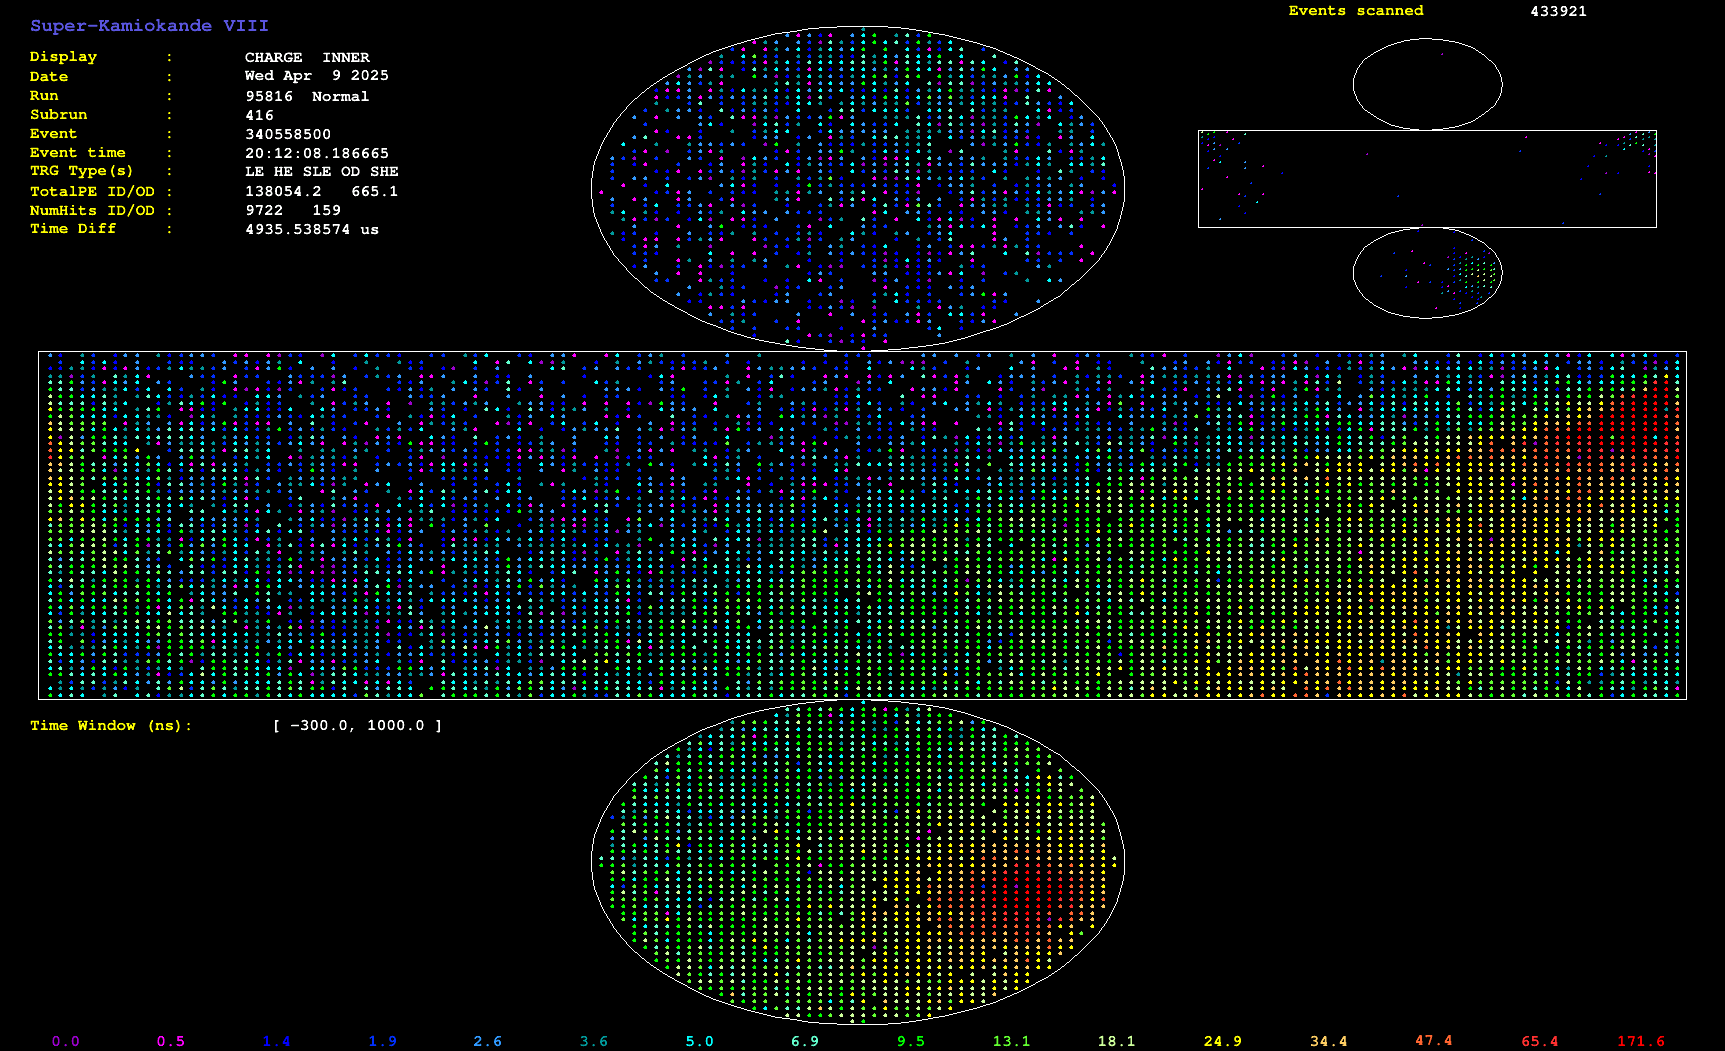 Super-Kamiokande VIII
Events scanned 433921
Display : CHARGE INNER
Date : Wed Apr 9 2025
Run : 95816 Normal
Subrun : 416
Event : 340558500
Event time : 20:12:08.186665
TRG Type(s) : LE HE SLE OD SHE
TotalPE ID/OD : 138054.2 665.1
NumHits ID/OD : 9722 159
Time Diff : 4935.538574 us
Time Window (ns): [ -300.0, 1000.0 ]
0.0 0.5 1.4 1.9 2.6 3.6 5.0 6.9 9.5 13.1 18.1 24.9 34.4 47.4 65.4 171.6